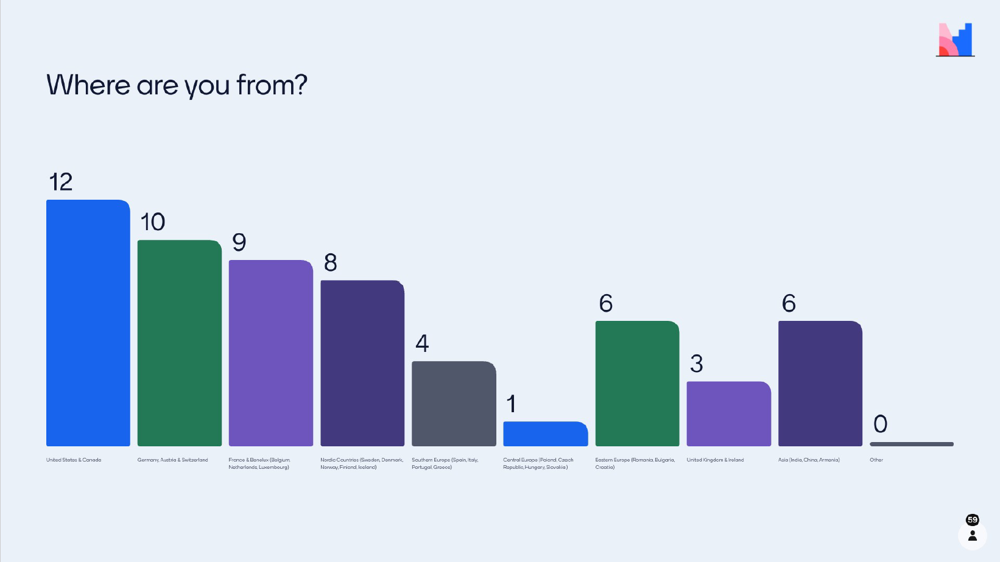 Where are you from?
12
10
9
8
4
1
6
3
6
0
United States & Canada
Germany, Austria & Switzerland
France & Benelux (Belgium,
Netherlands, Luxembourg)
Nordic Countries (Sweden, Denmark,
Norway, Finland, Iceland)
Southern Europe (Spain, Italy,
Portugal, Greece)
Central Europe (Poland, Czech
Republic, Hungary, Slovakia)
Eastern Europe (Romania, Bulgaria,
Croatia)
United Kingdom & Ireland
Asia (India, China, Armenia)
Other
59